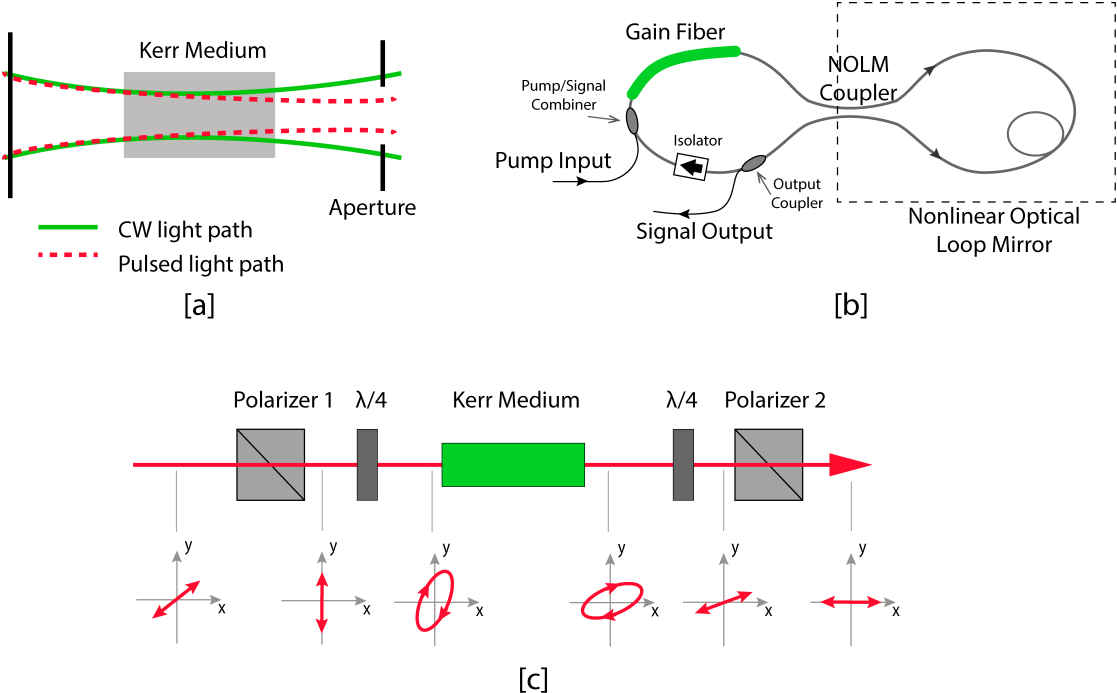 Kerr Medium
Aperture
CW light path
Pulsed light path
[a]
Gain Fiber
NOLM
Coupler
Pump/Signal
Combiner
Isolator
Pump Input
Output
Coupler
Signal Output
Nonlinear Optical
Loop Mirror
[b]
Polarizer 1
λ/4
Kerr Medium
λ/4
Polarizer 2
y
x
y
x
y
x
y
x
y
x
y
x
[c]